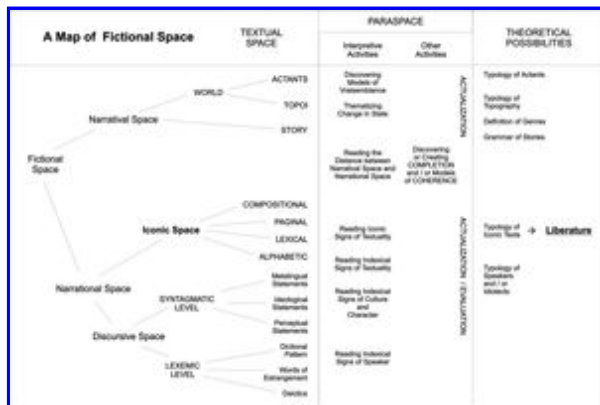 A Map of Fictional Space
TEXTUAL
SPACE
PARASPACE
Interpretive
Activities
Other
Activities
THEORETICAL
POSSIBILITIES
Fictional
Space
Narratival Space
WORLD
ACTANTS
TOPOI
STORY
Discovering
Models of
Vraisemblance
Thematizing
Change in State
ACTUALIZATION
Typology of Actants
Typology of
Topography
Definition of Genres
Grammar of Stories
Reading the
Distance between
Narratival Space and
Narrational Space
Discovering
or Creating
COMPLETION
and / or Models
of COHERENCE
Narrational Space
Iconic Space
COMPOSITIONAL
PAGINAL
LEXICAL
ALPHABETIC
Reading Iconic
Signs of Textuality
Reading Indexical
Signs of Textuality
ACTUALIZATION / EVALUATION
Typology of
Iconic Texts
→ Liberature
Discursive Space
SYNTAGMATIC
LEVEL
Metalingual
Statements
Ideological
Statements
Perceptual
Statements
Reading Indexical
Signs of Culture
and
Character
Typology of
Speakers
and / or
Idiolects
LEXEMIC
LEVEL
Dictional
Pattern
Words of
Estrangement
Deictics
Reading Indexical
Signs of Speaker